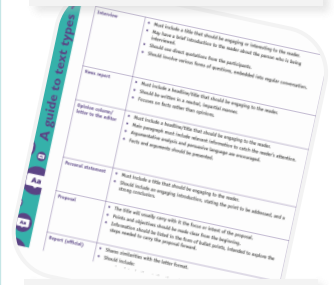 A guide to text types
Aa
Aa
Interview
Must include a title that should be engaging or interesting to the reader.
May have a brief introduction to the reader about the person who is being
interviewed.
Should use direct quotations from the participants.
Should involve various forms of questions, embedded into regular conversation.
News report
Must include a headline/title that should be engaging to the reader.
Should be written in a neutral, impartial manner.
Focuses on facts rather than opinions.
Opinion column/
letter to the editor
Must include a headline/title that should be engaging to the reader.
Main paragraph must include relevant information to catch the reader's attention.
Argumentative analysis and persuasive language are encouraged.
Facts and arguments should be presented.
Personal statement
Must include a title that should be engaging to the reader.
Should include an engaging introduction, stating the point to be addressed, and a
strong conclusion.
Proposal
The title will usually carry with it the focus or intent of the proposal.
Points and objectives should be made clear from the beginning.
Information should be listed in the form of bullet points, intended to explore the
steps needed to carry the proposal forward.
Report (official)
Shares similarities with the letter format.
Should include: